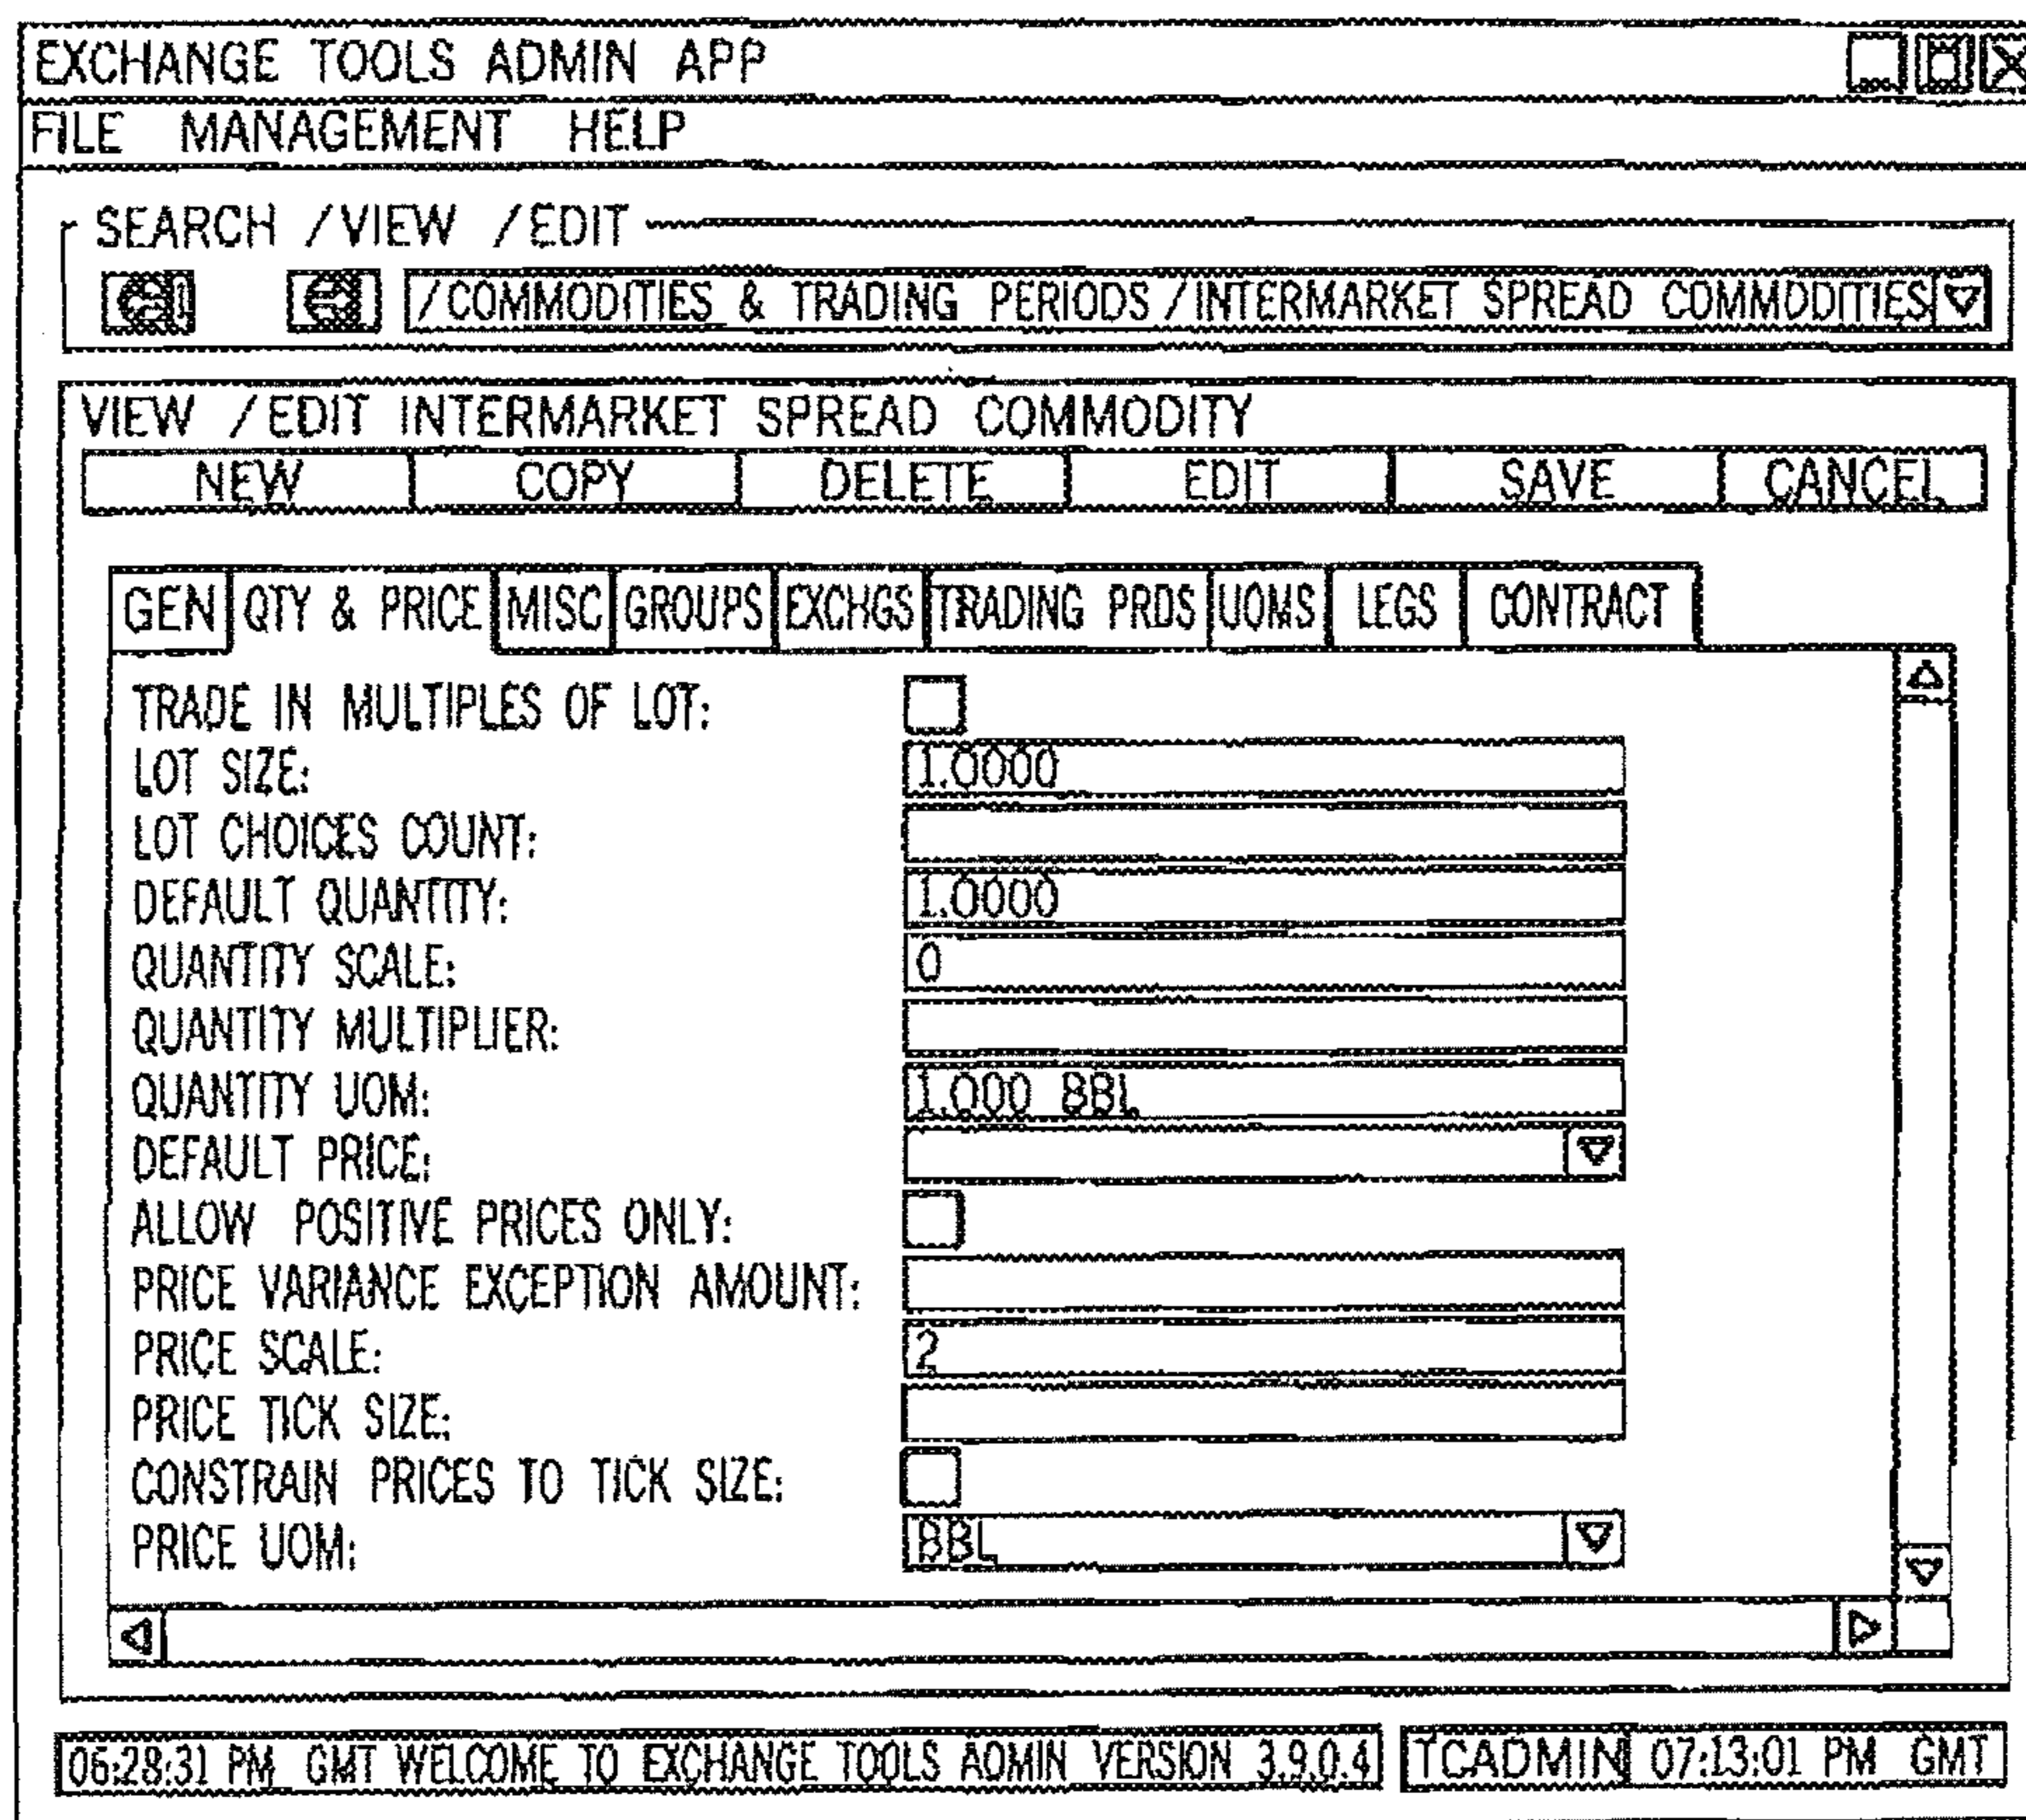 EXCHANGE TOOLS ADMIN APP
FILE MANAGEMENT HELP
SEARCH /VIEW /EDIT
/COMMODITIES & TRADING PERIODS /INTERMARKET SPREAD COMMODITIES
VIEW /EDIT INTERMARKET SPREAD COMMODITY
NEW COPY DELETE EDIT SAVE CANCEL
GEN QTY & PRICE MISC GROUPS EXCHGS TRADING PRDS UOMS LEGS CONTRACT
TRADE IN MULTIPLES OF LOT:
LOT SIZE: 1.0000
LOT CHOICES COUNT:
DEFAULT QUANTITY: 1.0000
QUANTITY SCALE: 0
QUANTITY MULTIPLIER:
QUANTITY UOM: 1.000 BBL
DEFAULT PRICE:
ALLOW POSITIVE PRICES ONLY:
PRICE VARIANCE EXCEPTION AMOUNT:
PRICE SCALE: 2
PRICE TICK SIZE:
CONSTRAIN PRICES TO TICK SIZE:
PRICE UOM: BBL
06:28:31 PM GMT WELCOME TO EXCHANGE TOOLS ADMIN VERSION 3.9.0.4 TCADMIN 07:13:01 PM GMT